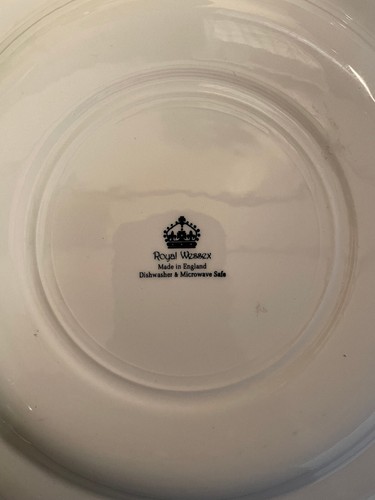 Royal Wessex
Made in England
Dishwasher & Microwave Safe